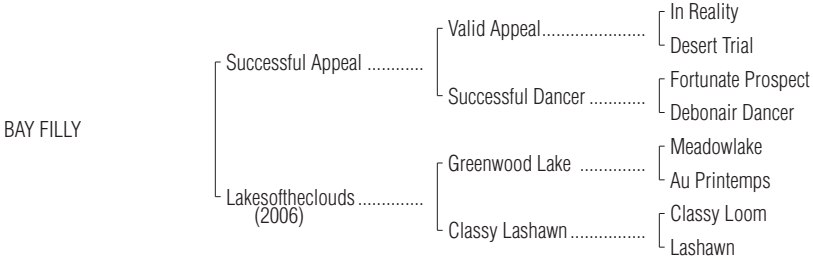 In Reality
Valid Appeal......................
Desert Trial
Successful Appeal ............
Fortunate Prospect
Successful Dancer ............
Debonair Dancer
BAY FILLY
Meadowlake
Greenwood Lake ..............
Au Printemps
Lakesoftheclouds ..............
(2006)
Classy Loom
Classy Lashawn ................
Lashawn